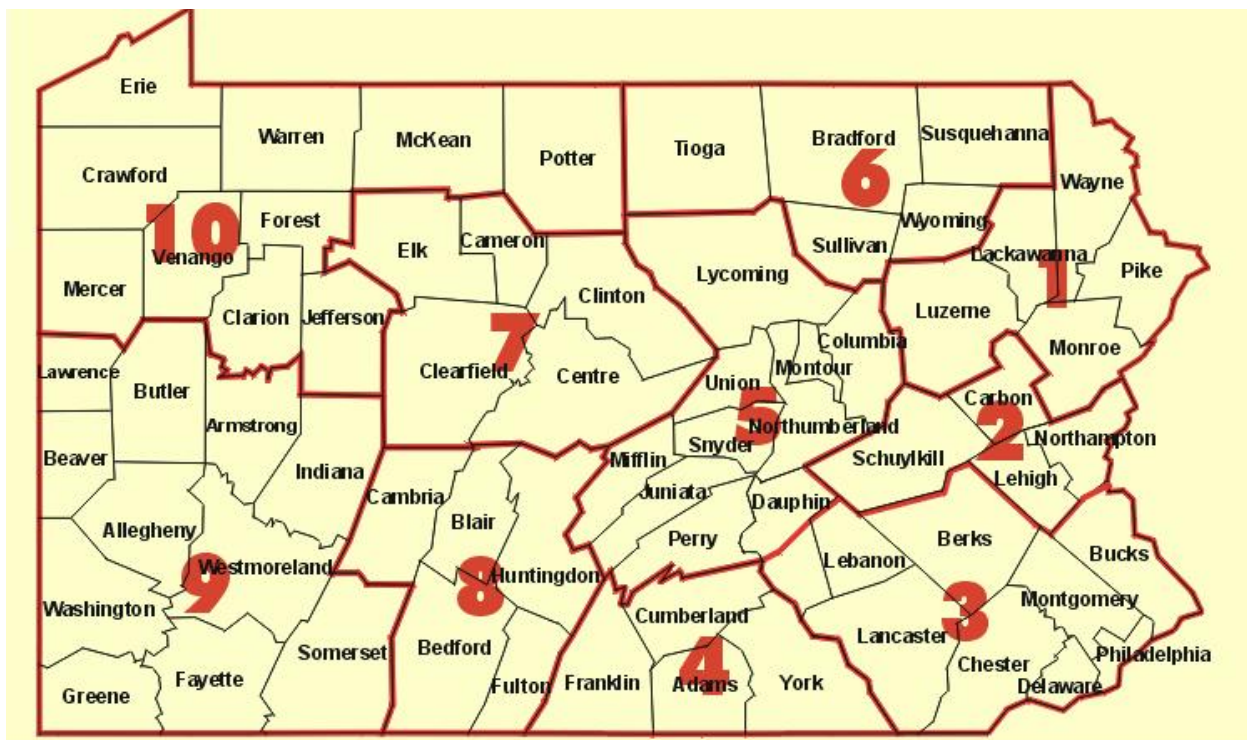 Erie
Warren
McKean
Potter
Tioga
Bradford
Susquehanna
6
Wayne
Crawford
10
Forest
Venango
Elk
Cameron
Sullivan
Wyoming
Lackawanna
1
Pike
Mercer
Clarion
Jefferson
Clinton
Lycoming
Luzerne
Monroe
Lawrence
Butler
Clearfield
7
Centre
Union
Montour
Columbia
Carbon
2
Armstrong
5
Northumberland
Northampton
Beaver
Indiana
Mifflin
Snyder
Schuylkill
Lehigh
Cambria
Juniata
Dauphin
Allegheny
Blair
Perry
Berks
Bucks
Westmoreland
9
8
Huntingdon
Lebanon
Washington
Cumberland
3
Montgomery
Lancaster
Greene
Fayette
Somerset
Bedford
Fulton
Franklin
4
Adams
York
Chester
Delaware
Philadelphia